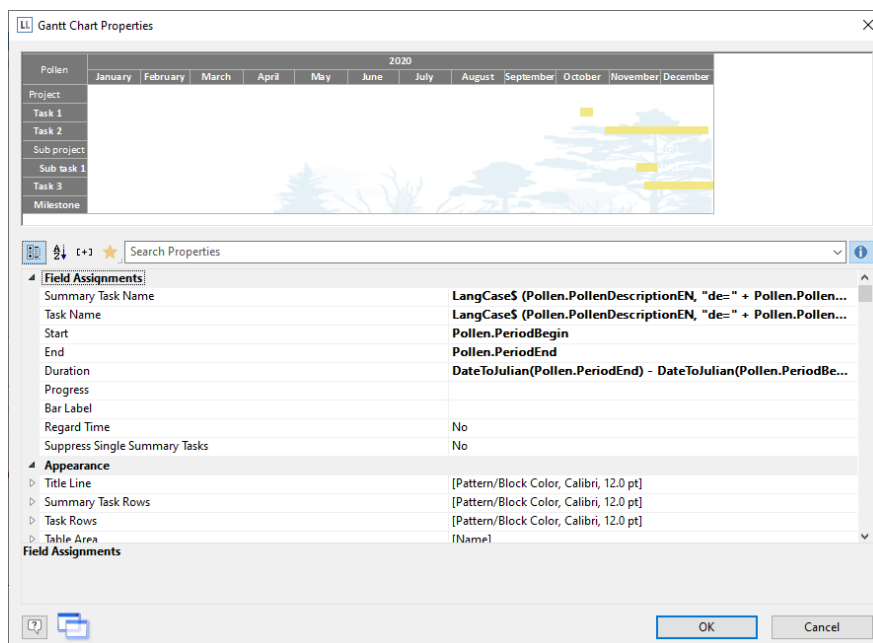 LL Gantt Chart Properties
Pollen
2020
January February March April May June July August September October November December
Project
Task 1
Task 2
Sub project
Sub task 1
Task 3
Milestone
Search Properties
Field Assignments
Summary Task Name LangCase$ (Pollen.PollenDescriptionEN, "de=" + Pollen.Pollen...
Task Name LangCase$ (Pollen.PollenDescriptionEN, "de=" + Pollen.Pollen...
Start Pollen.PeriodBegin
End Pollen.PeriodEnd
Duration DateToJulian(Pollen.PeriodEnd) - DateToJulian(Pollen.PeriodBe...
Progress
Bar Label
Regard Time No
Suppress Single Summary Tasks No
Appearance
Title Line [Pattern/Block Color, Calibri, 12.0 pt]
Summary Task Rows [Pattern/Block Color, Calibri, 12.0 pt]
Task Rows [Pattern/Block Color, Calibri, 12.0 pt]
Table Area [Name]
Field Assignments
OK Cancel